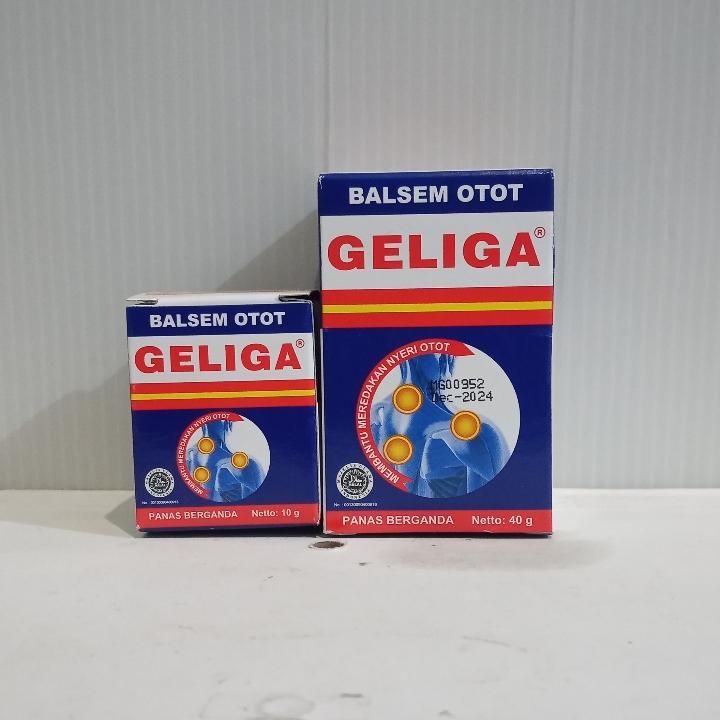 BALSEM OTOT
GELIGA®
MEMBANTU MEREDAKAN NYERI OTOT
PANAS BERGANDA Netto: 10 g
BALSEM OTOT
GELIGA®
MEMBANTU MEREDAKAN NYERI OTOT
MG00952
Dec-2024
HALAL
PANAS BERGANDA Netto: 40 g